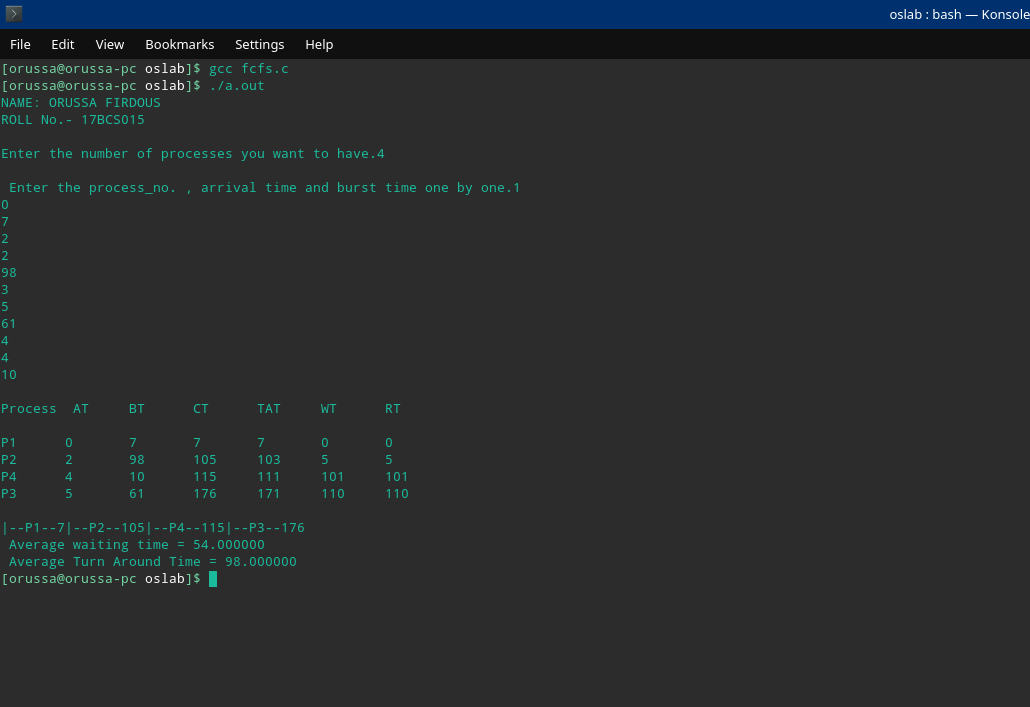 oslab : bash — Konsole
File Edit View Bookmarks Settings Help
[orussa@orussa-pc oslab]$ gcc fcfs.c
[orussa@orussa-pc oslab]$ ./a.out
NAME: ORUSSA FIRDOUS
ROLL No.- 17BCS015
Enter the number of processes you want to have.4
Enter the process_no. , arrival time and burst time one by one.1
0
7
2
2
98
3
5
61
4
4
10
Process AT BT CT TAT WT RT
P1 0 7 7 7 0 0
P2 2 98 105 103 5 5
P4 4 10 115 111 101 101
P3 5 61 176 171 110 110
|--P1--7|--P2--105|--P4--115|--P3--176
Average waiting time = 54.000000
Average Turn Around Time = 98.000000
[orussa@orussa-pc oslab]$